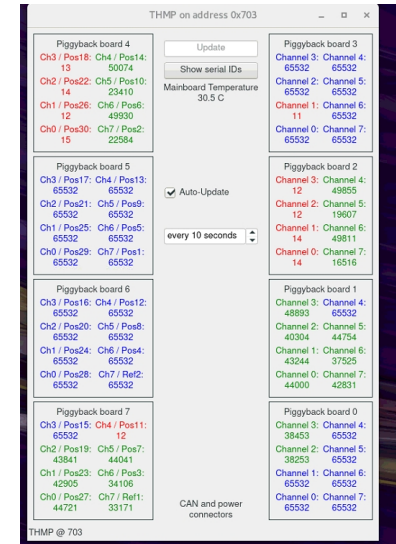 THMP on address 0x703
Piggyback board 4
Ch3 / Pos18: Ch4 / Pos14:
13 50074
Ch2 / Pos22: Ch5 / Pos10:
14 23410
Ch1 / Pos26: Ch6 / Pos6:
12 49930
Ch0 / Pos30: Ch7 / Pos2:
15 22584
Piggyback board 5
Ch3 / Pos17: Ch4 / Pos13:
65532 65532
Ch2 / Pos21: Ch5 / Pos9:
65532 65532
Ch1 / Pos25: Ch6 / Pos5:
65532 65532
Ch0 / Pos29: Ch7 / Pos1:
65532 65532
Piggyback board 6
Ch3 / Pos16: Ch4 / Pos12:
65532 65532
Ch2 / Pos20: Ch5 / Pos8:
65532 65532
Ch1 / Pos24: Ch6 / Pos4:
65532 65532
Ch0 / Pos28: Ch7 / Ref2:
65532 65532
Piggyback board 7
Ch3 / Pos15: Ch4 / Pos11:
65532 12
Ch2 / Pos19: Ch5 / Pos7:
43841 44041
Ch1 / Pos23: Ch6 / Pos3:
42905 34106
Ch0 / Pos27: Ch7 / Ref1:
44721 33171
Update
Show serial IDs
Mainboard Temperature
30.5 C
Auto-Update
every 10 seconds
CAN and power
connectors
Piggyback board 3
Channel 3: Channel 4:
65532 65532
Channel 2: Channel 5:
65532 65532
Channel 1: Channel 6:
11 65532
Channel 0: Channel 7:
65532 65532
Piggyback board 2
Channel 3: Channel 4:
12 49855
Channel 2: Channel 5:
12 19607
Channel 1: Channel 6:
14 49811
Channel 0: Channel 7:
14 16516
Piggyback board 1
Channel 3: Channel 4:
48893 65532
Channel 2: Channel 5:
40304 44754
Channel 1: Channel 6:
43244 37525
Channel 0: Channel 7:
44000 42831
Piggyback board 0
Channel 3: Channel 4:
38453 65532
Channel 2: Channel 5:
38253 65532
Channel 1: Channel 6:
65532 65532
Channel 0: Channel 7:
65532 65532
THMP @ 703